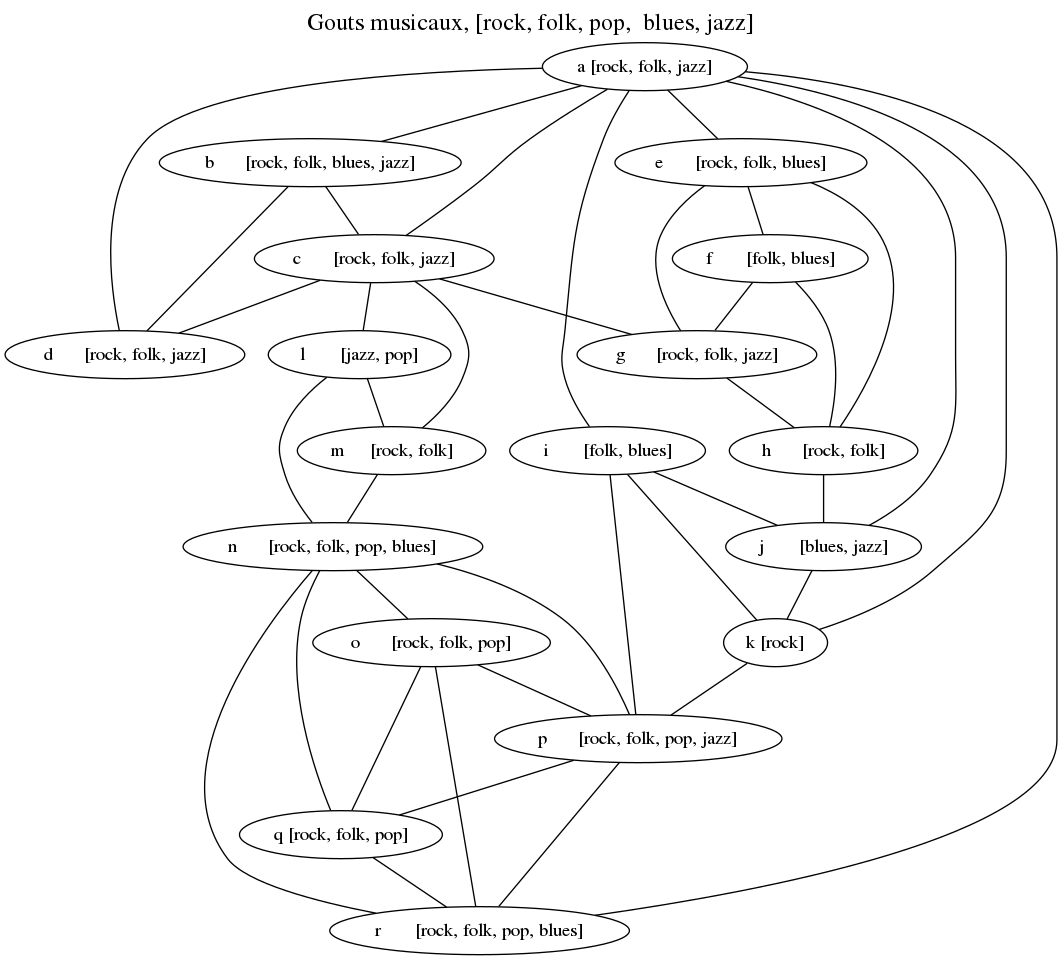 Gouts musicaux, [rock, folk, pop, blues, jazz]
a [rock, folk, jazz]
b [rock, folk, blues, jazz]
e [rock, folk, blues]
c [rock, folk, jazz]
f [folk, blues]
d [rock, folk, jazz]
l [jazz, pop]
g [rock, folk, jazz]
m [rock, folk]
i [folk, blues]
h [rock, folk]
n [rock, folk, pop, blues]
j [blues, jazz]
o [rock, folk, pop]
k [rock]
p [rock, folk, pop, jazz]
q [rock, folk, pop]
r [rock, folk, pop, blues]